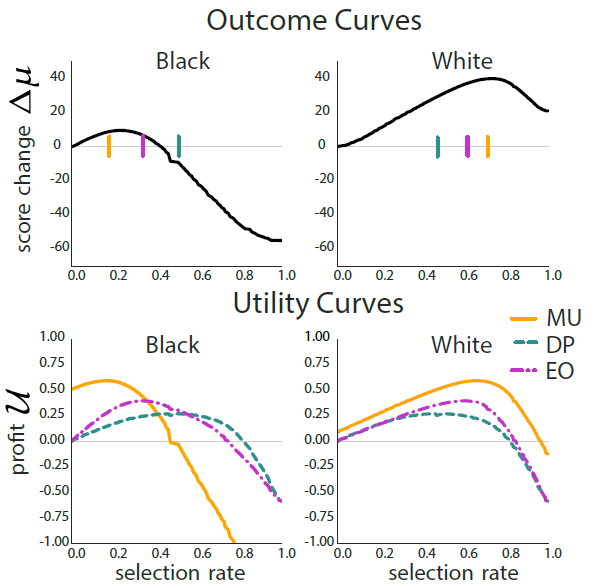 Outcome Curves
Black
White
score change Δμ
40
20
0
-20
-40
-60
0.0 0.2 0.4 0.6 0.8 1.0
40
20
0
-20
-40
-60
0.0 0.2 0.4 0.6 0.8 1.0
Utility Curves
MU
DP
EO
Black
White
profit 𝒰
1.00
0.75
0.50
0.25
0.00
-0.25
-0.50
-0.75
-1.00
0.0 0.2 0.4 0.6 0.8 1.0
selection rate
1.00
0.75
0.50
0.25
0.00
-0.25
-0.50
-0.75
-1.00
0.0 0.2 0.4 0.6 0.8 1.0
selection rate